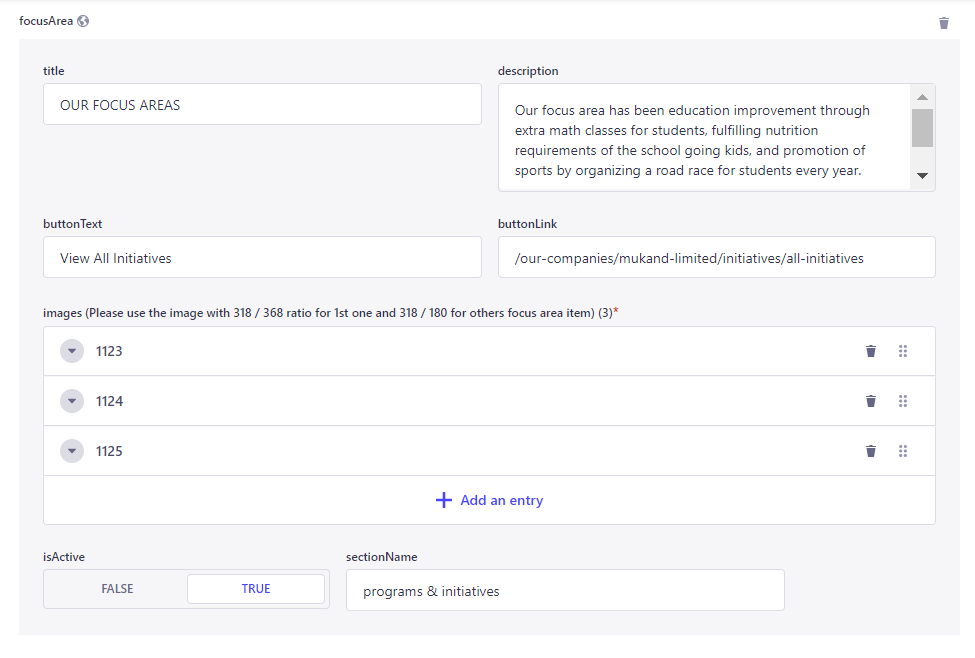 focusArea
title
OUR FOCUS AREAS
description
Our focus area has been education improvement through
extra math classes for students, fulfilling nutrition
requirements of the school going kids, and promotion of
sports by organizing a road race for students every year.
buttonText
View All Initiatives
buttonLink
/our-companies/mukand-limited/initiatives/all-initiatives
images (Please use the image with 318 / 368 ratio for 1st one and 318 / 180 for others focus area item) (3)*
1123
1124
1125
Add an entry
isActive
FALSE
TRUE
sectionName
programs & initiatives